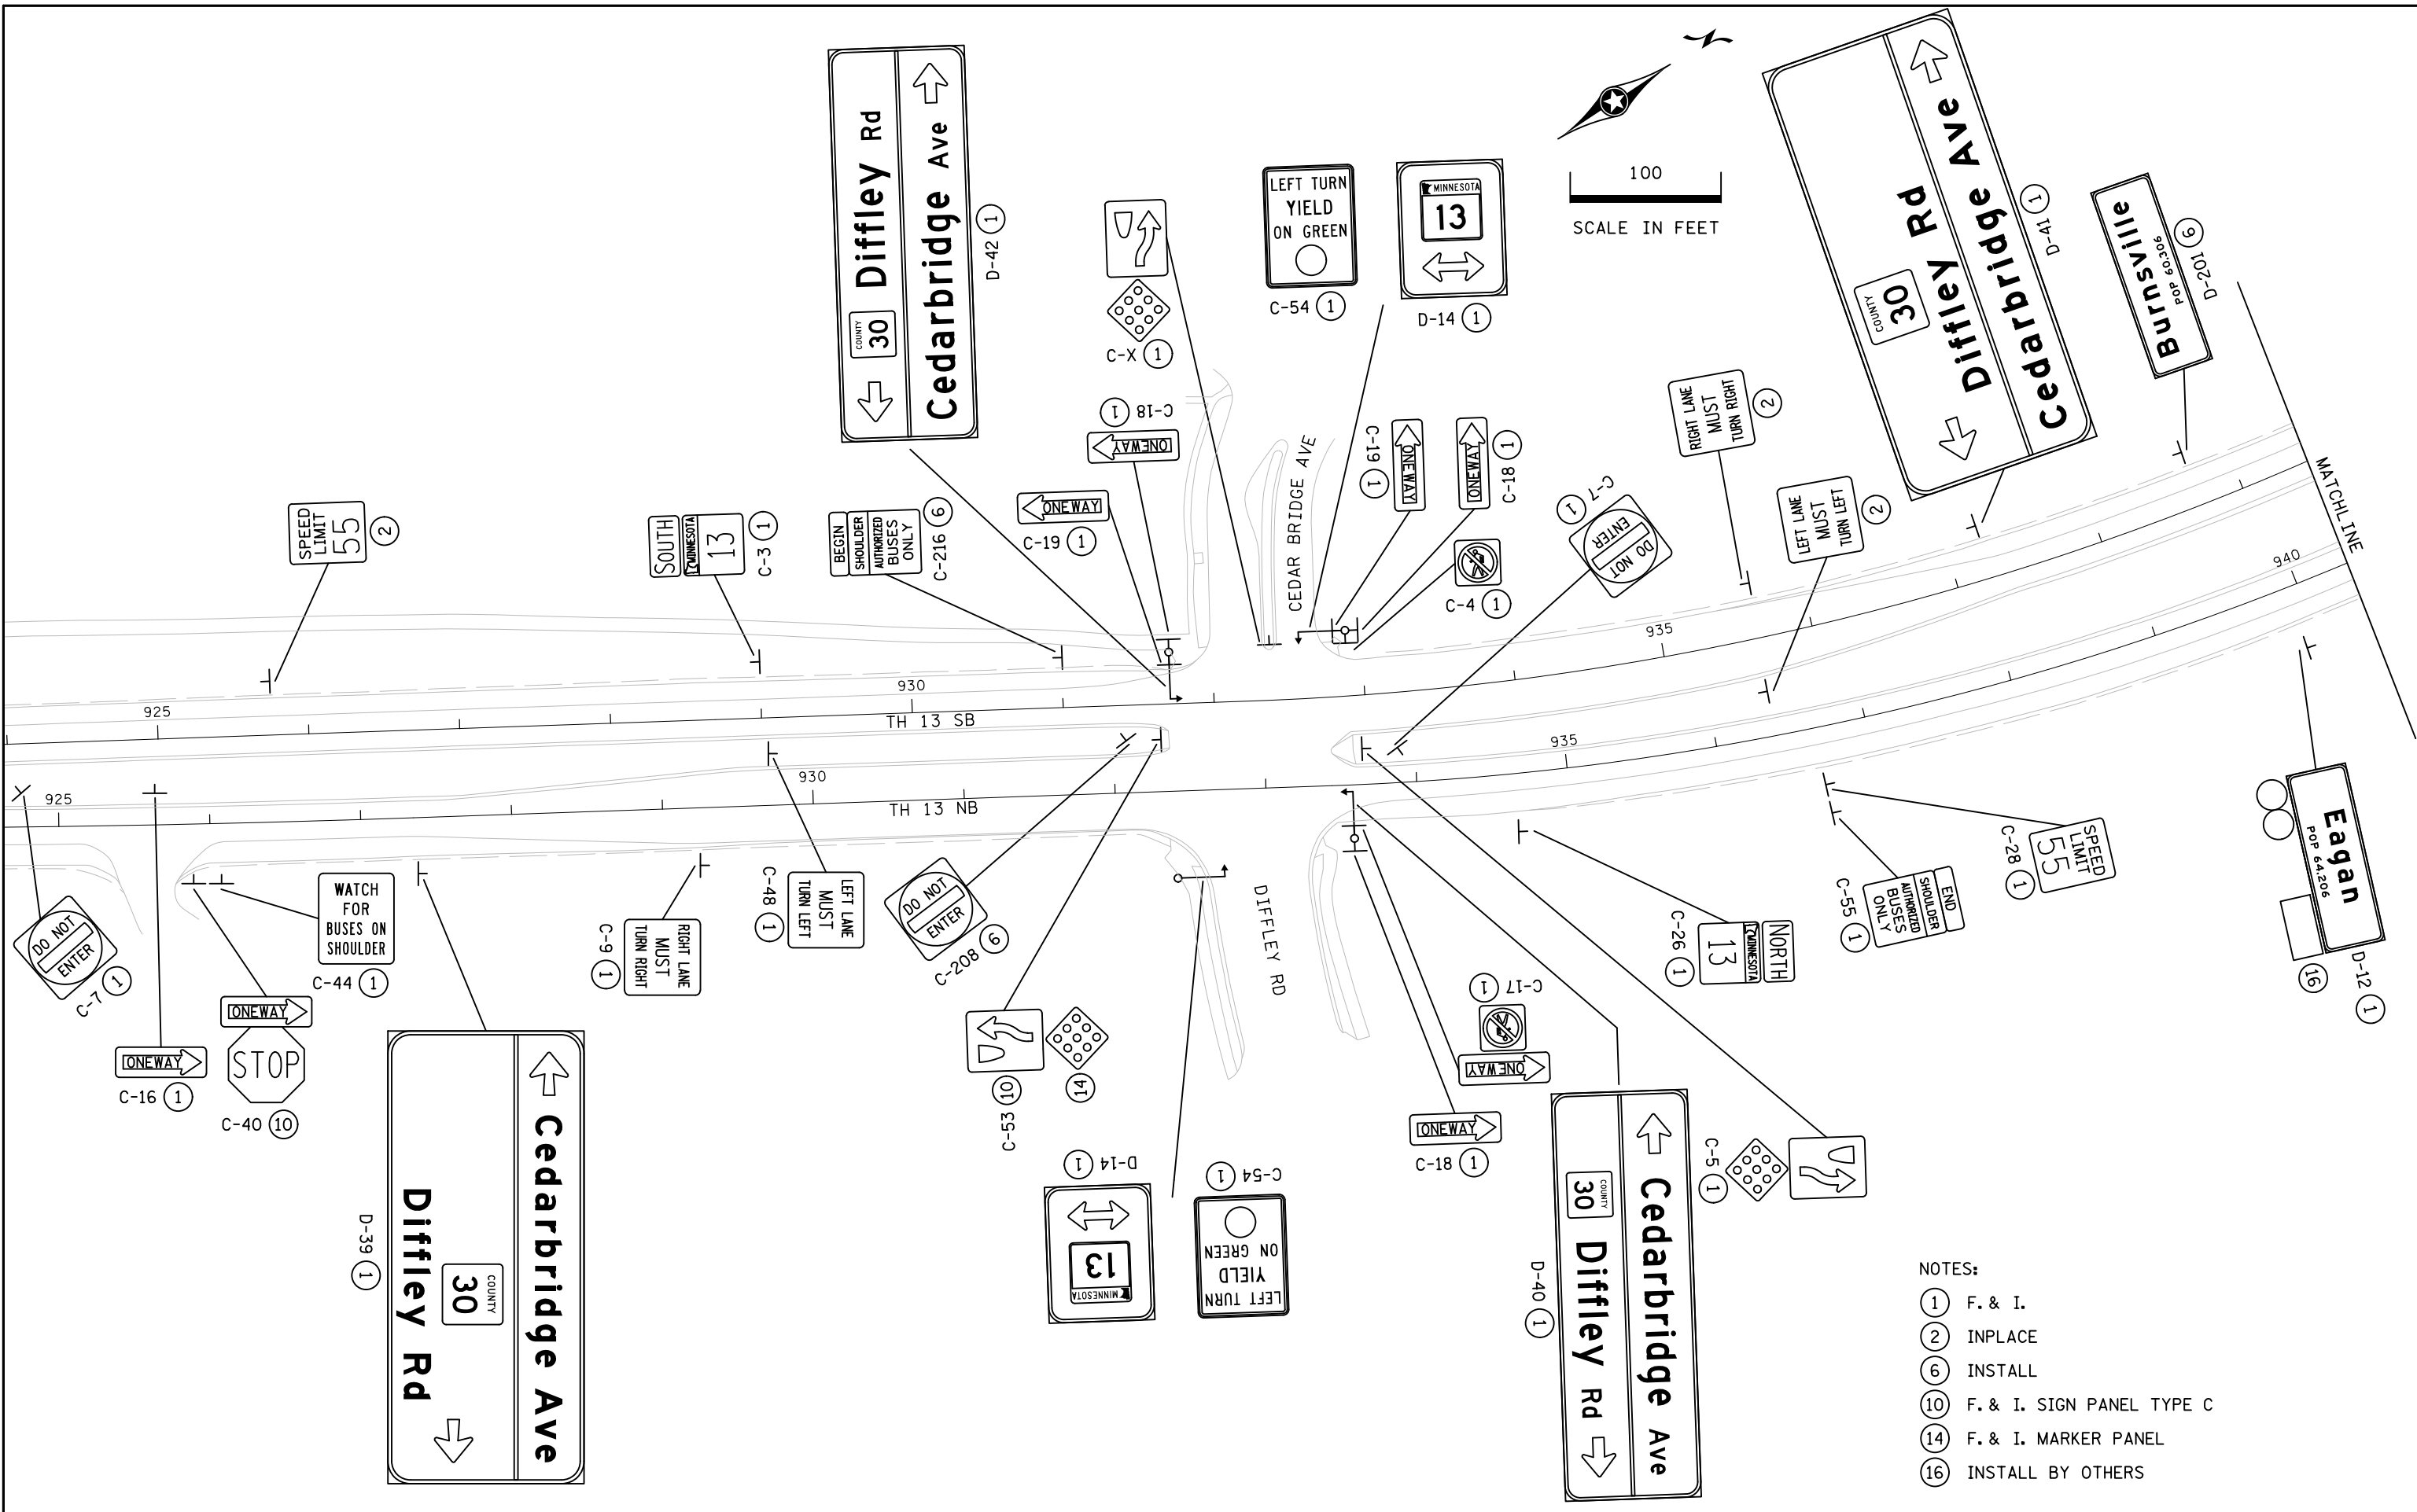 Diffley Rd
COUNTY
30
Cedarbridge Ave
D-42 1
C-X 1
LEFT TURN
YIELD
ON GREEN
C-54 1
MINNESOTA
13
D-14 1
100
SCALE IN FEET
Diffley Rd
COUNTY
30
Cedarbridge Ave
D-41 1
Burnsville
POP 60,306
D-201 6
MATCHLINE
SPEED
LIMIT
55
2
SOUTH
MINNESOTA
13
C-3 1
BEGIN
SHOULDER
AUTHORIZED
BUSES
ONLY
C-216 6
ONEWAY
C-19 1
ONEWAY
C-18 1
CEDAR BRIDGE AVE
ONEWAY
C-19 1
ONEWAY
C-18 1
C-4 1
DO NOT
ENTER
C-7 1
RIGHT LANE
MUST
TURN RIGHT
2
LEFT LANE
MUST
TURN LEFT
2
925
930
935
940
TH 13 SB
925
930
935
TH 13 NB
DO NOT
ENTER
C-7 1
ONEWAY
C-16 1
ONEWAY
STOP
C-40 10
WATCH
FOR
BUSES ON
SHOULDER
C-44 1
Cedarbridge Ave
COUNTY
30
Diffley Rd
D-39 1
RIGHT LANE
MUST
TURN RIGHT
C-9 1
LEFT LANE
MUST
TURN LEFT
C-48 1
DO NOT
ENTER
C-208 6
C-53 10
14
DIFFLEY RD
D-14 1
MINNESOTA
13
C-54 1
LEFT TURN
YIELD
ON GREEN
C-17 1
ONEWAY
ONEWAY
C-18 1
Cedarbridge Ave
COUNTY
30
Diffley Rd
D-40 1
C-5 1
NORTH
MINNESOTA
13
C-26 1
END
SHOULDER
AUTHORIZED
BUSES
ONLY
C-55 1
SPEED
LIMIT
55
C-28 1
Eagan
POP 64,206
D-12 1
16
NOTES:
1 F. & I.
2 INPLACE
6 INSTALL
10 F. & I. SIGN PANEL TYPE C
14 F. & I. MARKER PANEL
16 INSTALL BY OTHERS